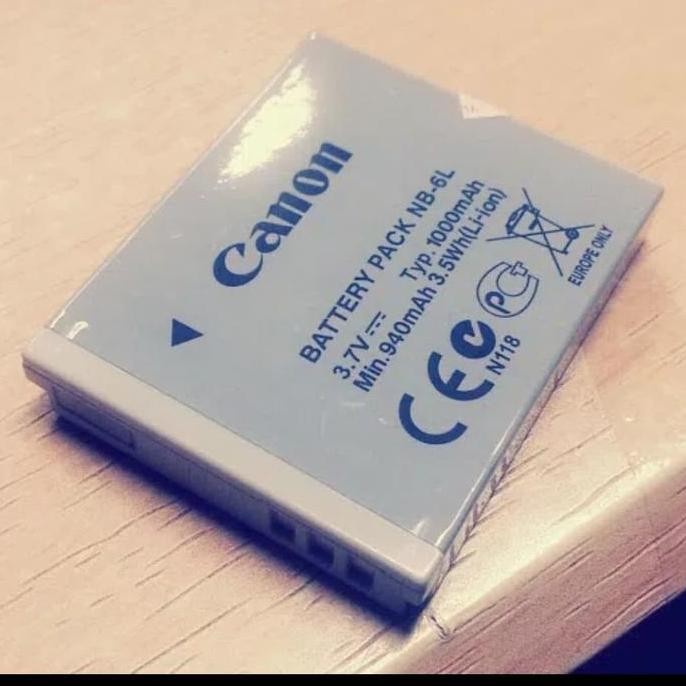 Canon
BATTERY PACK NB-6L
3.7V⎓ Typ. 1000mAh
Min. 940mAh 3.5Wh(Li-ion)
CE
N118
EUROPE ONLY